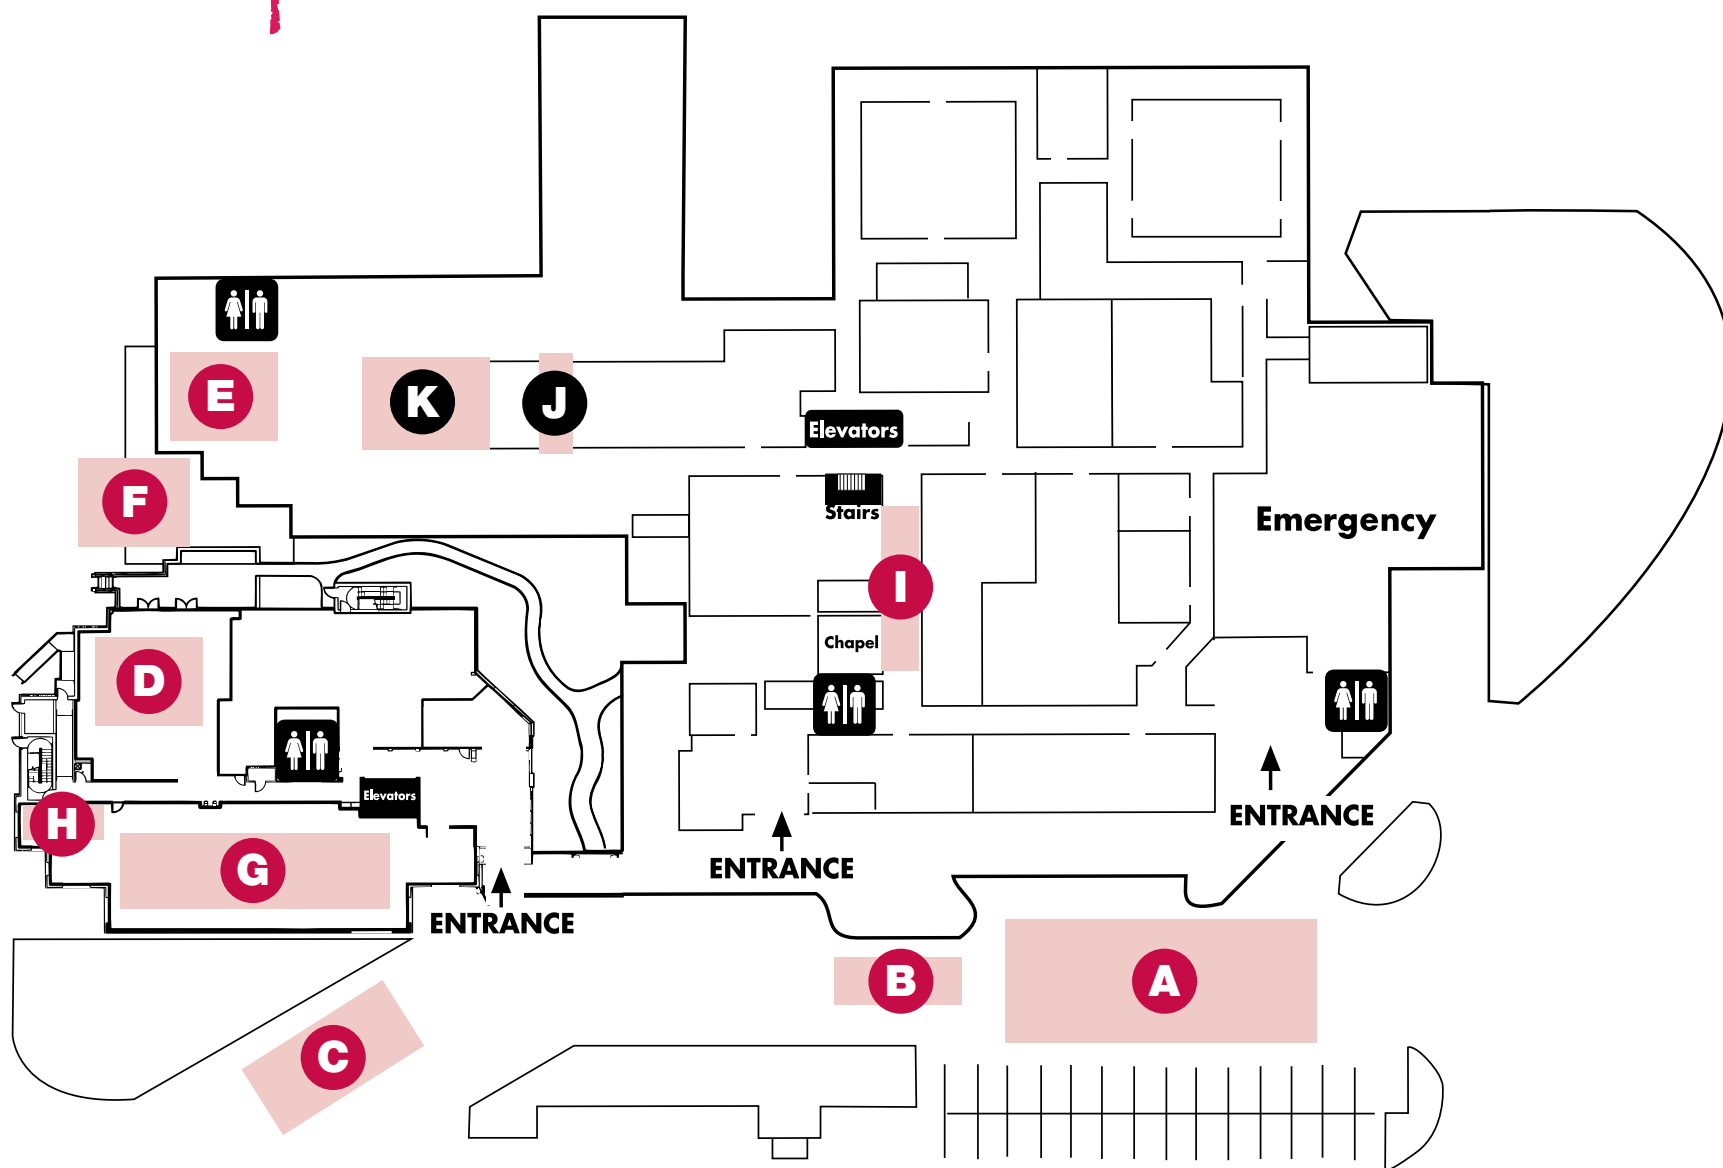 E
K
J
Elevators
F
Stairs
Emergency
I
Chapel
D
Elevators
H
ENTRANCE
G
ENTRANCE
ENTRANCE
B
A
C